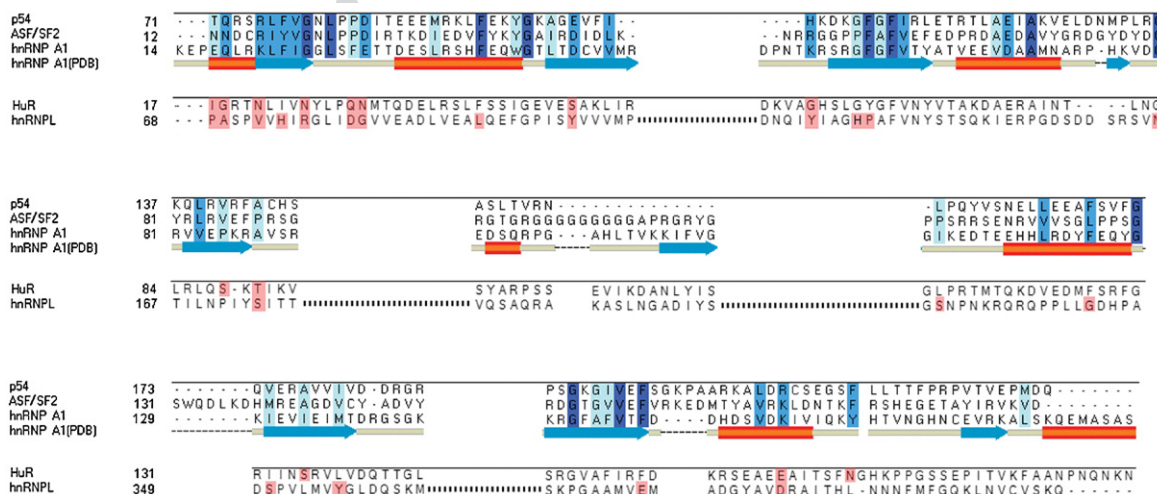 p54 71 - TQRSRLFVGNLPPDITEEEMRKLFEKYGKAGEVFI - - HKDKGFGFIRLETRTLAEIAKVELDNMPLRG
ASF/SF2 12 - - - NNDCRIYVGNLPPDIRTKDIEDVFYKYGAIRDIDLK - - - NRRGGPPFAFVEFEDPRDAEDAVYGRDGYDYDG
hnRNP A1 14 KEPEQLRKLFIGGLSFETTDESLRSHFEQWGTLTDCVVMR DPNTKRSRGFGFVTYATVEEVDAAMNARP - HKVDG
hnRNP A1(PDB)
HuR 17 - - - IGRTNLIVNYLPQNMTQDELRSLFSSIGEVESAKLIR DKVAGHSLGYGFVNYVTAKDAERAINT - - LNG
hnRNPL 68 - - - PASPVVHIRGLIDGVVEADLVEALQEFGPISYVVVMP DNQIYIAGHPAFVNYSTSQKIERPGDSDD SRSVN
p54 137 KQLRVRFACHS ASLTVRN - - - - - - - - - - - - - - - - LPQYVSNELLEEAFSVFG
ASF/SF2 81 YRLRVEFPRSG RGTGRGGGGGGGGGAPRGRYG PPSRRSENRVVVSGLPPSG
hnRNP A1 81 RVVEPKRAVSR EDSQRPG - - - AHLTVKKIFVG GIKEDTEEHHLRDYFEQYG
hnRNP A1(PDB)
HuR 84 LRLQS - KTIKV SYARPSS EVIKDANLYIS GLPRTMTQKDVEDMFSRFG
hnRNPL 167 TILNPIYSITT VQSAQRA KASLNGADIYS GSNPNKRQRQPPLLGDHPA
p54 173 - - - - - - - QVERAVVIVD - DRGR PSGKGIVEFSGKPAARKALDRCSEGSF LLTTFPRPVTVEPMDQ - - - - - - -
ASF/SF2 131 SWQDLKDHMREAGDVCY - ADVY RDGTGVVEFVRKEDMTYAVRKLDNTKF RSHEGETAYIRVKVD - - - - - - - -
hnRNP A1 129 - - - - - - - KIEVIEIMTDRGSGK KRGFAFVTFD - - - - DHDSVDKIVIQKY HTVNGHNCEVRKALSKQEMASAS
hnRNP A1(PDB)
HuR 131 RIINSRVLVDQTTGL SRGVAFIRFD KRSEAEEAITSFNGHKPPGSSEPITVKFAANPNQNKN
hnRNPL 349 DSPVLMVYGLDQSKM SKPGAAMVEM ADGYAVDRAITHL - NNNFMFGQKLNVCVSKQ - - - - -